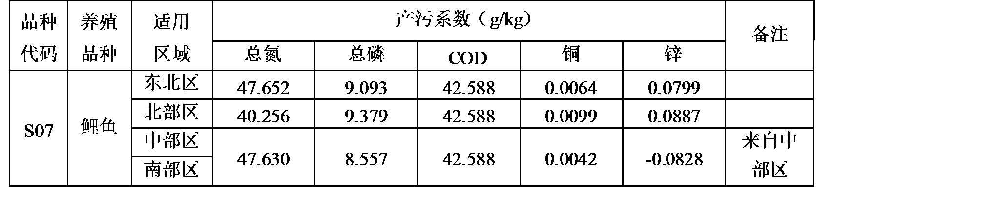 品种 养殖 适用 产污系数（g/kg） 备注
代码 品种 区域 总氮 总磷 COD 铜 锌
S07 鲤鱼 东北区 47.652 9.093 42.588 0.0064 0.0799
北部区 40.256 9.379 42.588 0.0099 0.0887
中部区 47.630 8.557 42.588 0.0042 -0.0828 来自中
南部区 部区